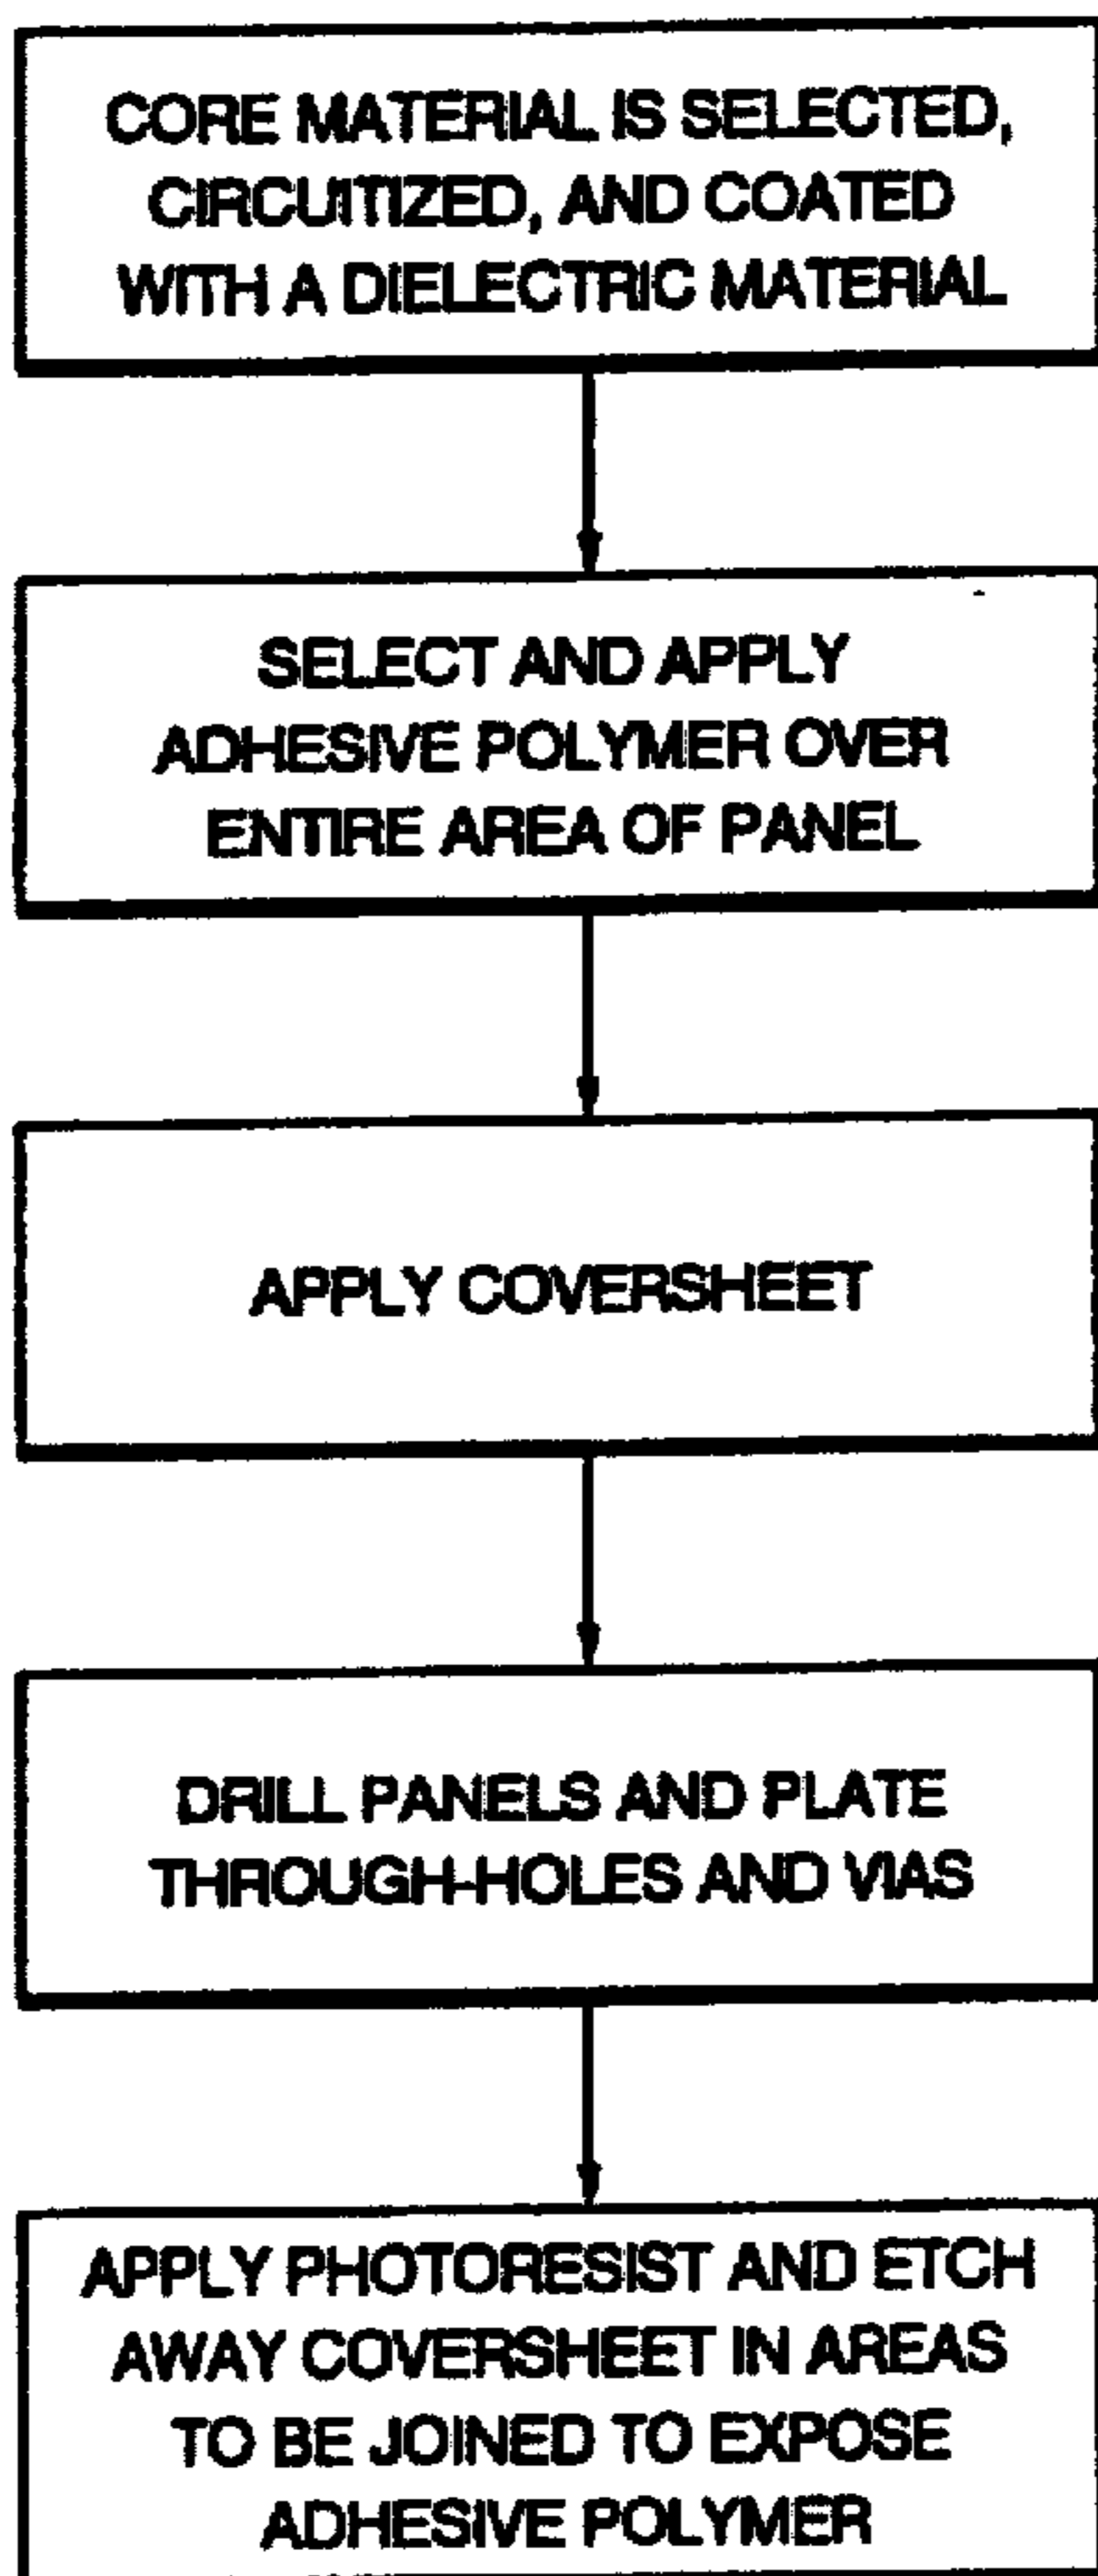 CORE MATERIAL IS SELECTED,
CIRCUITIZED, AND COATED
WITH A DIELECTRIC MATERIAL
SELECT AND APPLY
ADHESIVE POLYMER OVER
ENTIRE AREA OF PANEL
APPLY COVERSHEET
DRILL PANELS AND PLATE
THROUGH-HOLES AND VIAS
APPLY PHOTORESIST AND ETCH
AWAY COVERSHEET IN AREAS
TO BE JOINED TO EXPOSE
ADHESIVE POLYMER